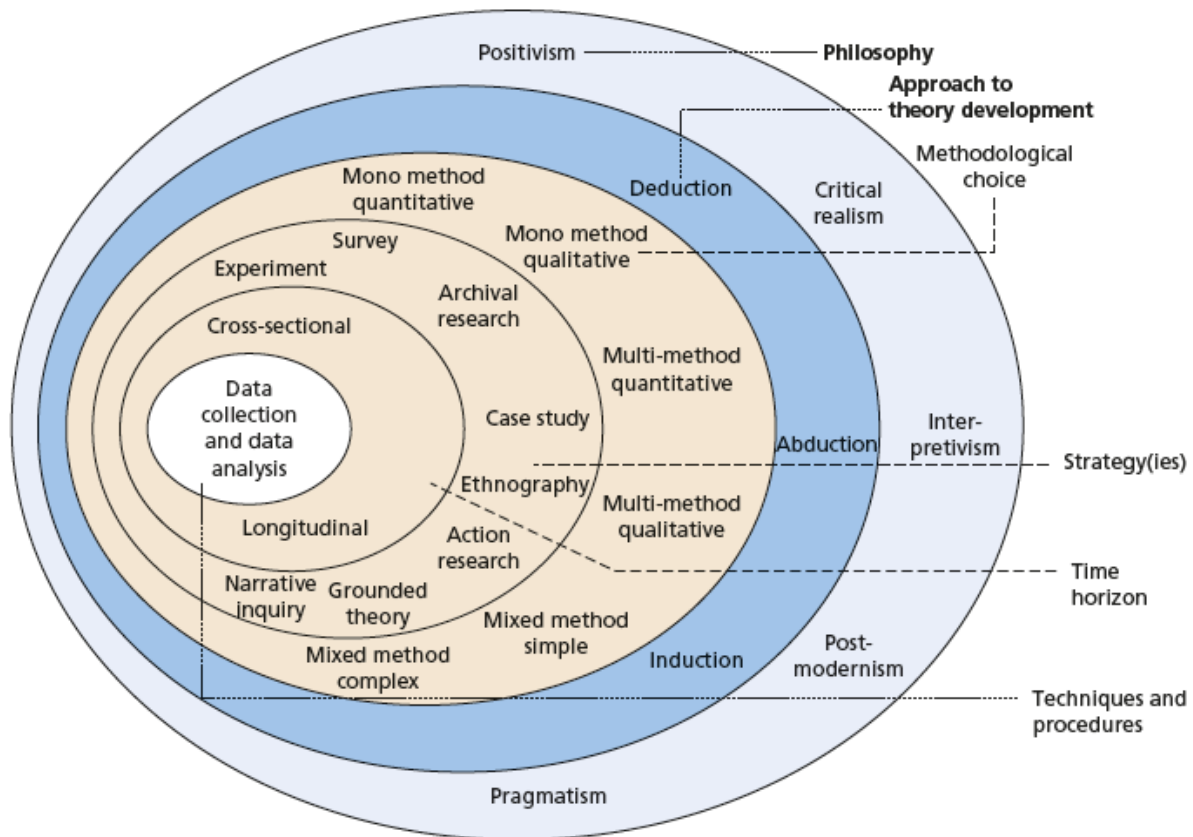 Positivism
Philosophy
Approach to
theory development
Methodological
choice
Mono method
quantitative
Deduction
Critical
realism
Survey
Mono method
qualitative
Experiment
Archival
research
Cross-sectional
Multi-method
quantitative
Data
collection
and data
analysis
Case study
Abduction
Inter-
pretivism
Strategy(ies)
Ethnography
Multi-method
qualitative
Longitudinal
Action
research
Time
horizon
Narrative
inquiry
Grounded
theory
Mixed method
simple
Mixed method
complex
Induction
Post-
modernism
Techniques and
procedures
Pragmatism